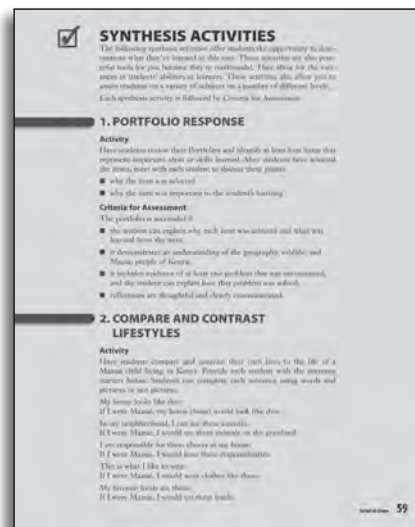 SYNTHESIS ACTIVITIES
The following synthesis activities offer students the opportunity to demonstrate
what they've learned in this unit. These activities are also
tools for you because they're multimodal. They allow for the
in students' abilities as learners. These activities also allow you to
assess students on a variety of subjects on a number of different levels.
Each synthesis activity is followed by Criteria for Assessment.
1. PORTFOLIO RESPONSE
Activity
Have students review their Portfolios and identify at least four items that
represent important ideas or skills learned. After students have selected
the items, meet with each student to discuss these points:
■ why the item was selected
■ why the item was important to the student's learning
Criteria for Assessment
The portfolio is successful if:
■ the student can explain why each item was selected and what was
learned from the item;
■ it demonstrates an understanding of the geography, wildlife, and
Maasai people of Kenya;
■ it includes evidence of at least one problem that was encountered,
and the student can explain how that problem was solved;
■ reflections are thoughtful and clearly communicated.
2. COMPARE AND CONTRAST
LIFESTYLES
Activity
Have students compare and contrast their own lives to the life of a
Maasai child living in Kenya. Provide each student with the sentence
starters below. Students can complete each sentence using words and
pictures or just pictures.
My home looks like this:
If I were Maasai, my home (house) would look like this:
In my neighborhood, I can see these animals:
If I were Maasai, I would see these animals on the grassland:
I am responsible for these chores at my house:
If I were Maasai, I would have these responsibilities:
This is what I like to wear:
If I were Maasai, I would wear clothes like these:
My favorite foods are these:
If I were Maasai, I would eat these foods:
59